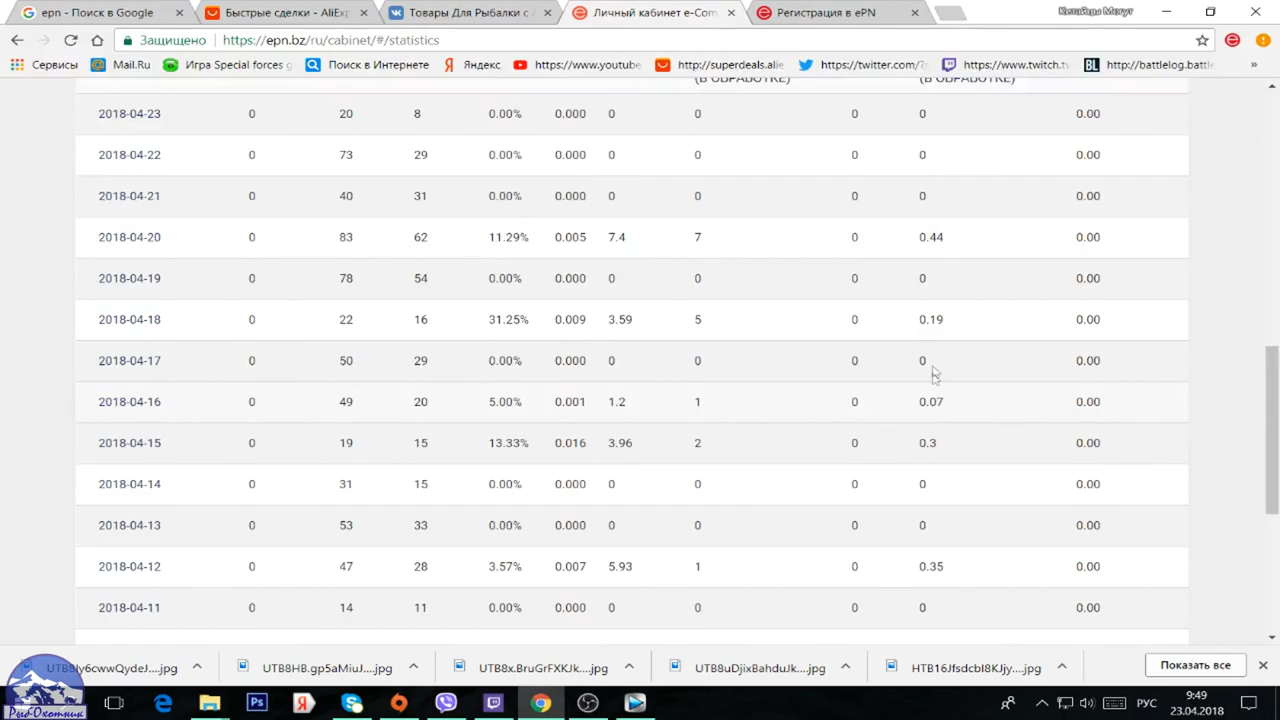 epn - Поиск в Google
Быстрые сделки - AliExp
Товары Для Рыбалки с A
Личный кабинет e-Com
Регистрация в ePN
Китайцы Могут
Защищено
https://epn.bz/ru/cabinet/#/statistics
Сервисы
Mail.Ru
Игра Special forces g
Поиск в Интернете
Яндекс
https://www.youtube
http://superdeals.alie
https://twitter.com/?
https://www.twitch.tv
http://battlelog.battl
»
(В ОБРАБОТКЕ) (В ОБРАБОТКЕ)
2018-04-23 0 20 8 0.00% 0.000 0 0 0 0 0.00
2018-04-22 0 73 29 0.00% 0.000 0 0 0 0 0.00
2018-04-21 0 40 31 0.00% 0.000 0 0 0 0 0.00
2018-04-20 0 83 62 11.29% 0.005 7.4 7 0 0.44 0.00
2018-04-19 0 78 54 0.00% 0.000 0 0 0 0 0.00
2018-04-18 0 22 16 31.25% 0.009 3.59 5 0 0.19 0.00
2018-04-17 0 50 29 0.00% 0.000 0 0 0 0 0.00
2018-04-16 0 49 20 5.00% 0.001 1.2 1 0 0.07 0.00
2018-04-15 0 19 15 13.33% 0.016 3.96 2 0 0.3 0.00
2018-04-14 0 31 15 0.00% 0.000 0 0 0 0 0.00
2018-04-13 0 53 33 0.00% 0.000 0 0 0 0 0.00
2018-04-12 0 47 28 3.57% 0.007 5.93 1 0 0.35 0.00
2018-04-11 0 14 11 0.00% 0.000 0 0 0 0 0.00
UTB8Iy6cwwQydeJ....jpg
UTB8HB.gp5aMiuJ....jpg
UTB8x.BruGrFXKJk....jpg
UTB8uDjixBahduJk....jpg
HTB16JfsdcbI8KJjy....jpg
Показать все
Рыб-Охотник
РУС
9:49
23.04.2018